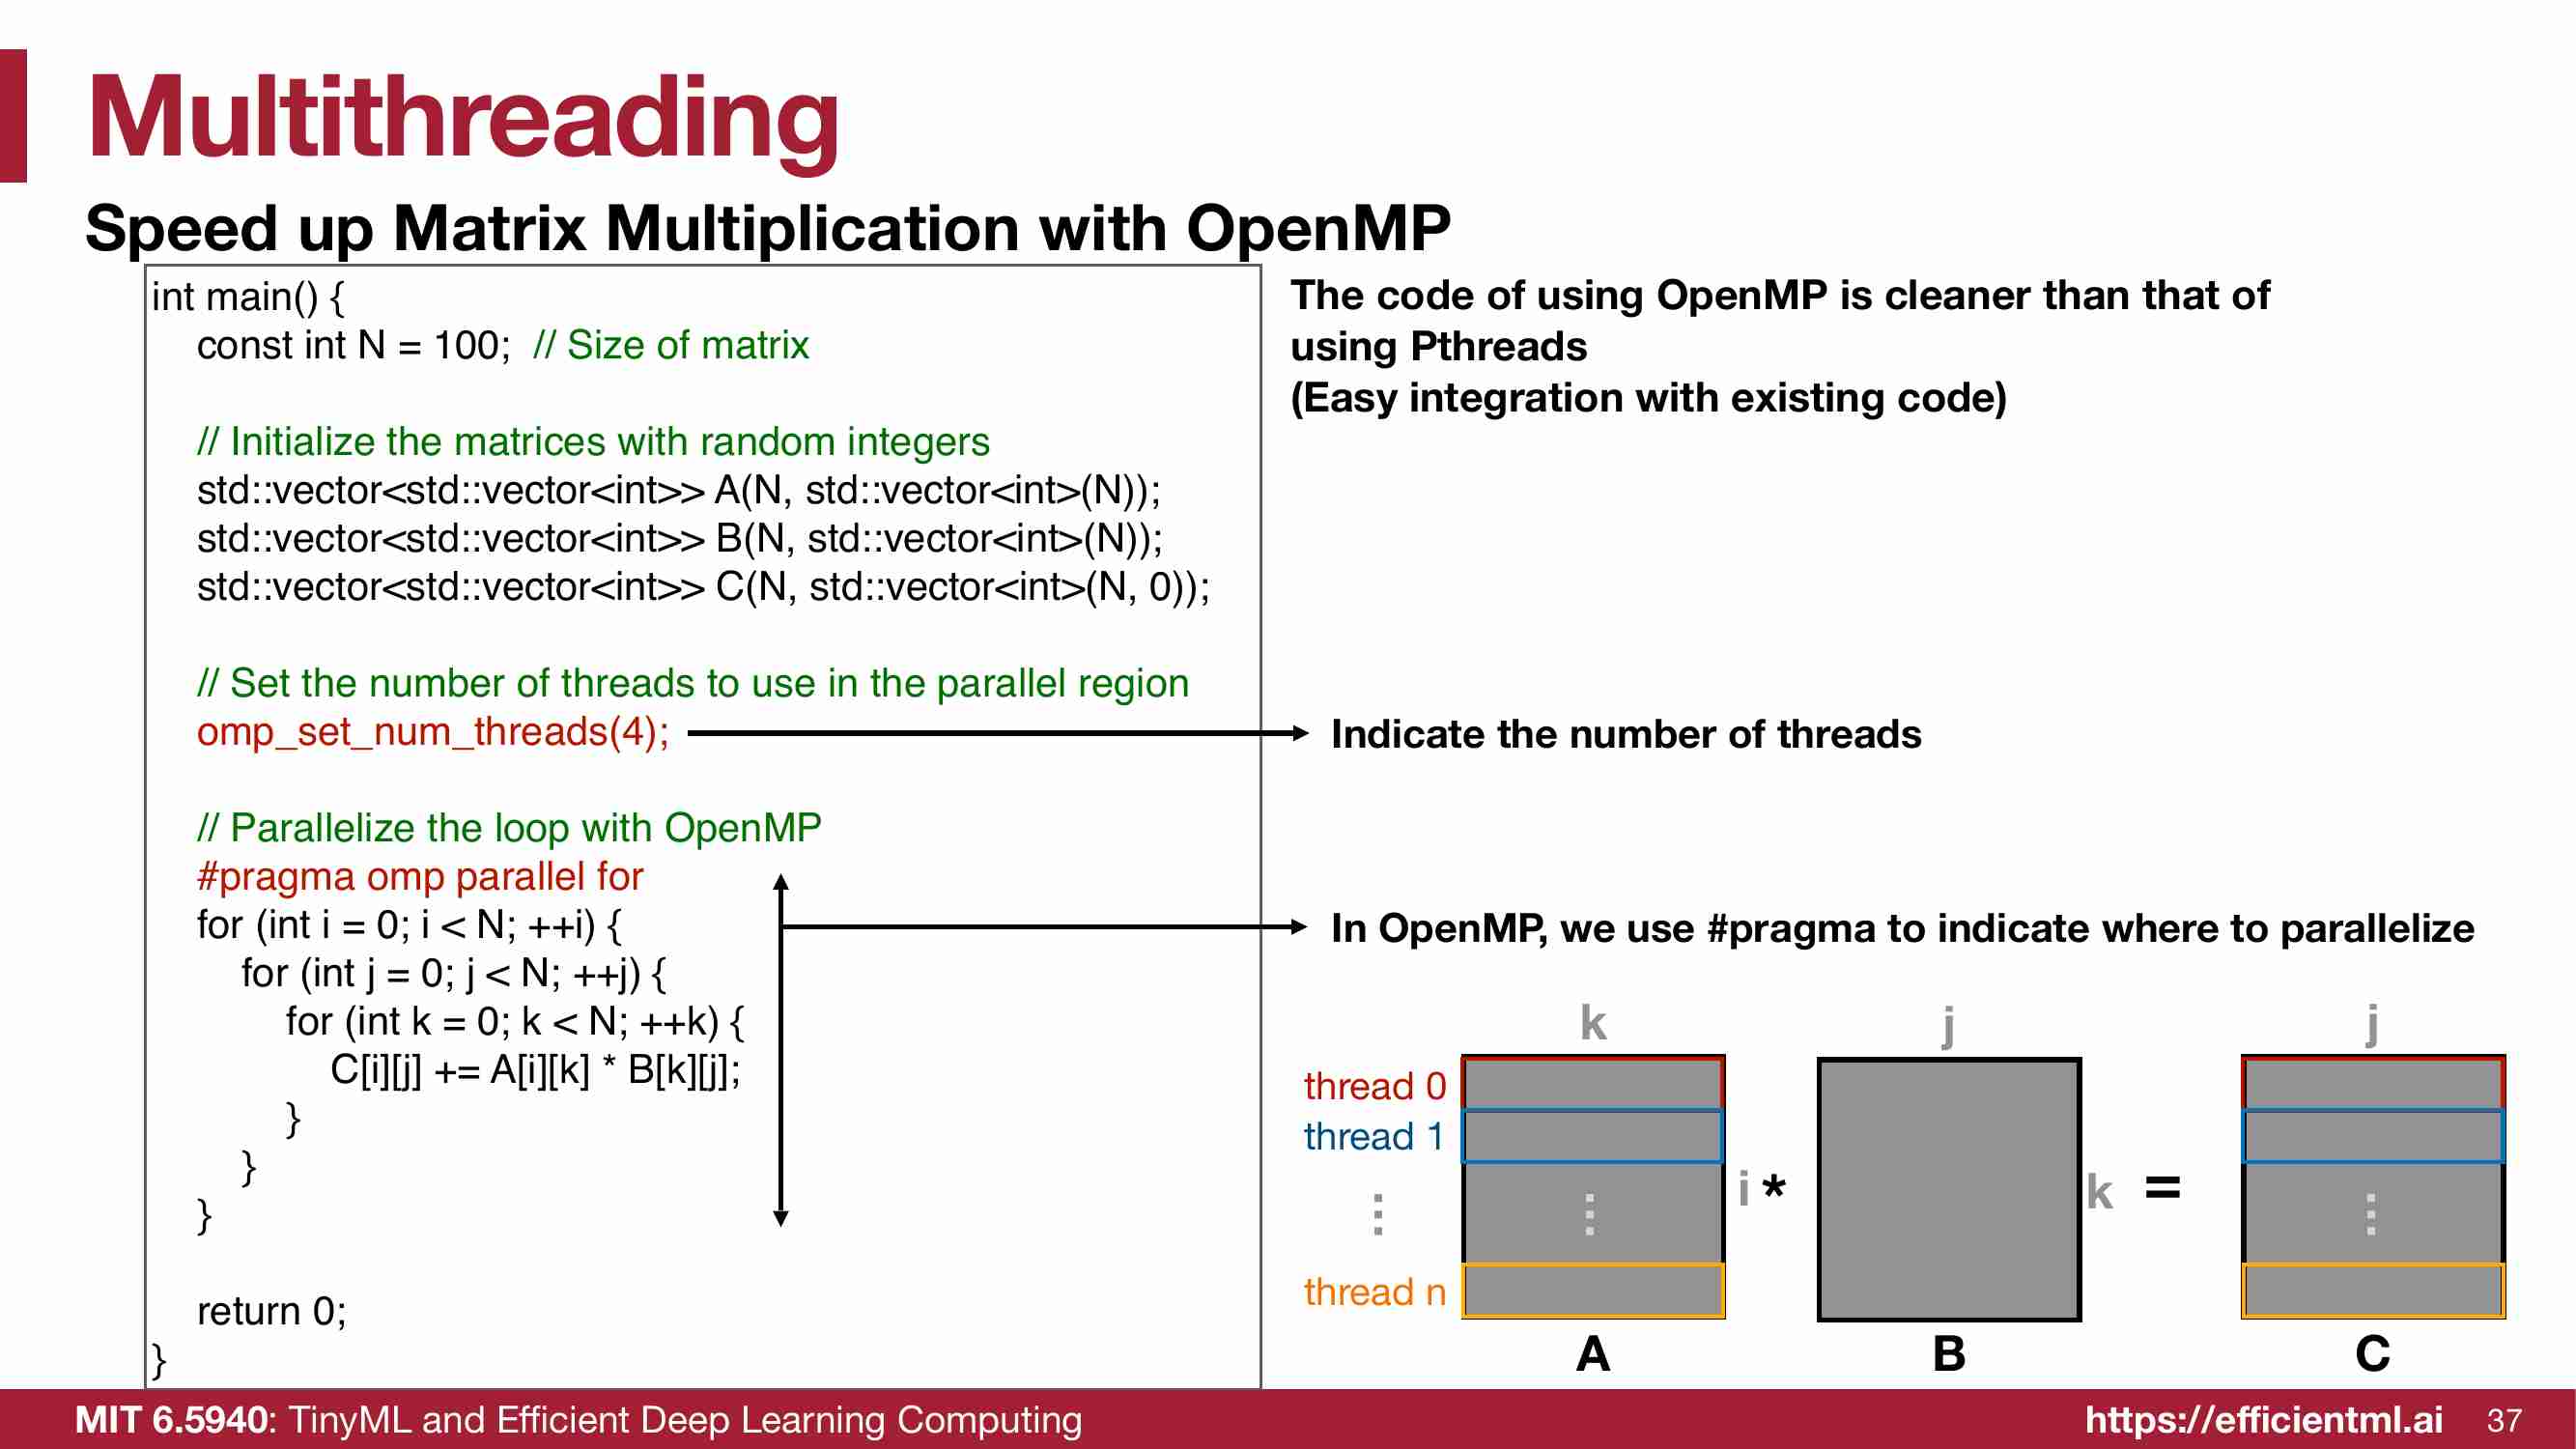 Multithreading
Speed up Matrix Multiplication with OpenMP
int main() {
const int N = 100;  // Size of matrix
// Initialize the matrices with random integers
std::vector<std::vector<int>> A(N, std::vector<int>(N));
std::vector<std::vector<int>> B(N, std::vector<int>(N));
std::vector<std::vector<int>> C(N, std::vector<int>(N, 0));
// Set the number of threads to use in the parallel region
omp_set_num_threads(4);
// Parallelize the loop with OpenMP
#pragma omp parallel for
for (int i = 0; i < N; ++i) {
for (int j = 0; j < N; ++j) {
for (int k = 0; k < N; ++k) {
C[i][j] += A[i][k] * B[k][j];
}
}
}
return 0;
}
The code of using OpenMP is cleaner than that of
using Pthreads
(Easy integration with existing code)
Indicate the number of threads
In OpenMP, we use #pragma to indicate where to parallelize
k j j
thread 0
thread 1
⋮ ⋮ i * k = ⋮
thread n
A B C
MIT 6.5940: TinyML and Efficient Deep Learning Computing
https://efficientml.ai 37